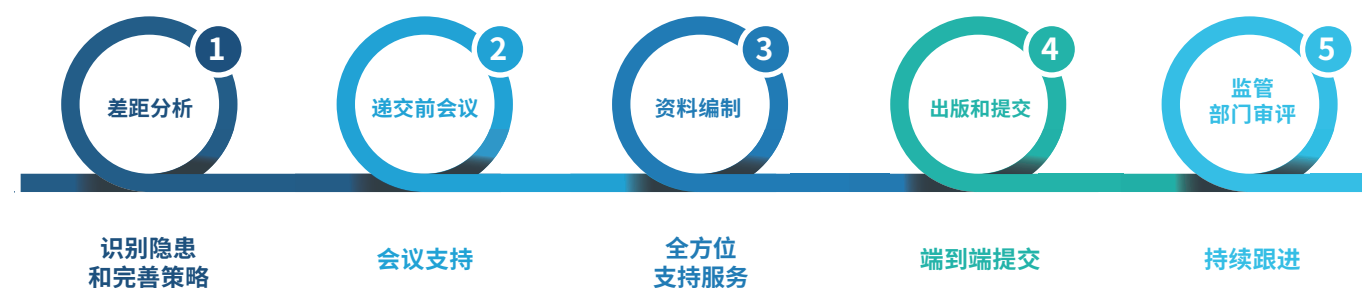 1
差距分析
2
递交前会议
3
资料编制
4
出版和提交
5
监管
部门审评
识别隐患
和完善策略
会议支持
全方位
支持服务
端到端提交
持续跟进